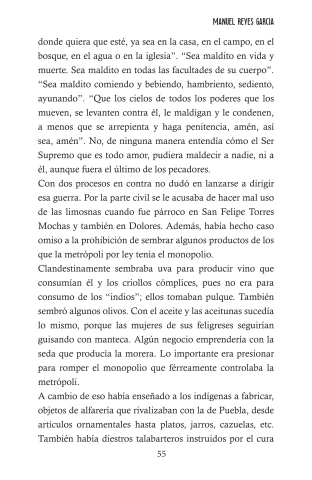 MANUEL REYES GARCIA
donde quiera que esté, ya sea en la casa, en el campo, en el
bosque, en el agua o en la iglesia”. “Sea maldito en vida y
muerte. Sea maldito en todas las facultades de su cuerpo”.
“Sea maldito comiendo y bebiendo, hambriento, sediento,
ayunando”. “Que los cielos de todos los poderes que los
mueven, se levanten contra él, le maldigan y le condenen,
a menos que se arrepienta y haga penitencia, amén, así
sea, amén”. No, de ninguna manera entendía cómo el Ser
Supremo que es todo amor, pudiera maldecir a nadie, ni a
él, aunque fuera el último de los pecadores.
Con dos procesos en contra no dudó en lanzarse a dirigir
esa guerra. Por la parte civil se le acusaba de hacer mal uso
de las limosnas cuando fue párroco en San Felipe Torres
Mochas y también en Dolores. Además, había hecho caso
omiso a la prohibición de sembrar algunos productos de los
que la metrópoli por ley tenía el monopolio.
Clandestinamente sembraba uva para producir vino que
consumían él y los criollos cómplices, pues no era para
consumo de los “indios”; ellos tomaban pulque. También
sembró algunos olivos. Con el aceite y las aceitunas sucedía
lo mismo, porque las mujeres de sus feligreses seguirían
guisando con manteca. Algún negocio emprendería con la
seda que producía la morera. Lo importante era presionar
para romper el monopolio que férreamente controlaba la
metrópoli.
A cambio de eso había enseñado a los indígenas a fabricar,
objetos de alfarería que rivalizaban con la de Puebla, desde
artículos ornamentales hasta platos, jarros, cazuelas, etc.
También había diestros talabarteros instruidos por el cura
55